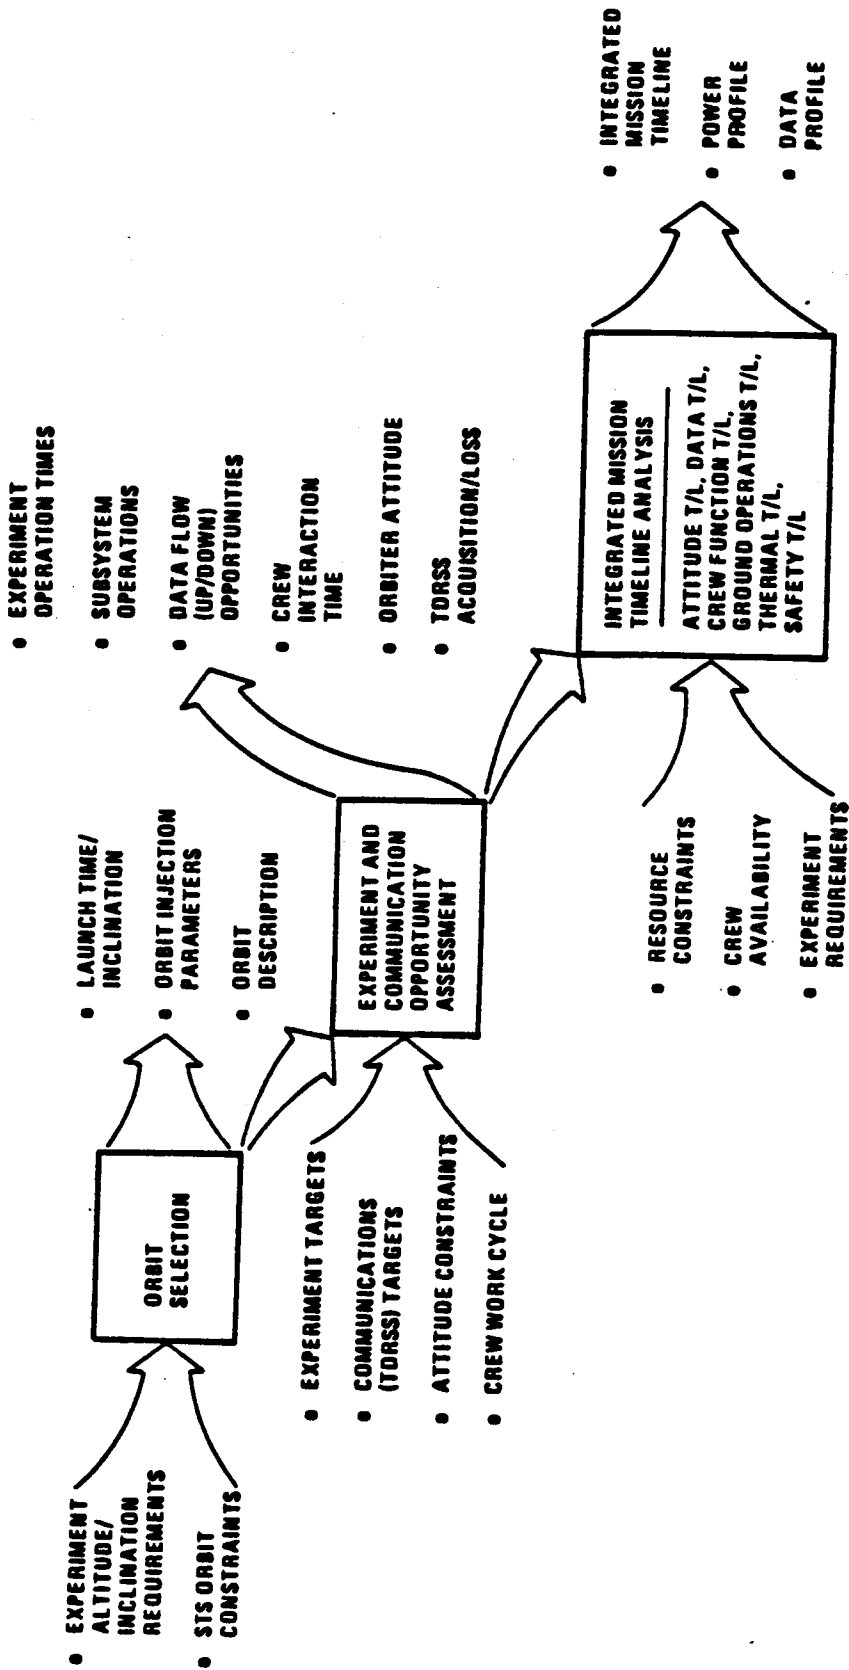 ● EXPERIMENT
ALTITUDE/
INCLINATION
REQUIREMENTS
● STS ORBIT
CONSTRAINTS
ORBIT
SELECTION
● LAUNCH TIME/
INCLINATION
● ORBIT INJECTION
PARAMETERS
● ORBIT
DESCRIPTION
● EXPERIMENT TARGETS
● COMMUNICATIONS
(TDRSS) TARGETS
● ATTITUDE CONSTRAINTS
● CREW WORK CYCLE
EXPERIMENT AND
COMMUNICATION
OPPORTUNITY
ASSESSMENT
● EXPERIMENT
OPERATION TIMES
● SUBSYSTEM
OPERATIONS
● DATA FLOW
(UP/DOWN)
OPPORTUNITIES
● CREW
INTERACTION
TIME
● ORBITER ATTITUDE
● TDRSS
ACQUISITION/LOSS
● RESOURCE
CONSTRAINTS
● CREW
AVAILABILITY
● EXPERIMENT
REQUIREMENTS
INTEGRATED MISSION
TIMELINE ANALYSIS
ATTITUDE T/L, DATA T/L,
CREW FUNCTION T/L,
GROUND OPERATIONS T/L,
THERMAL T/L,
SAFETY T/L
● INTEGRATED
MISSION
TIMELINE
● POWER
PROFILE
● DATA
PROFILE